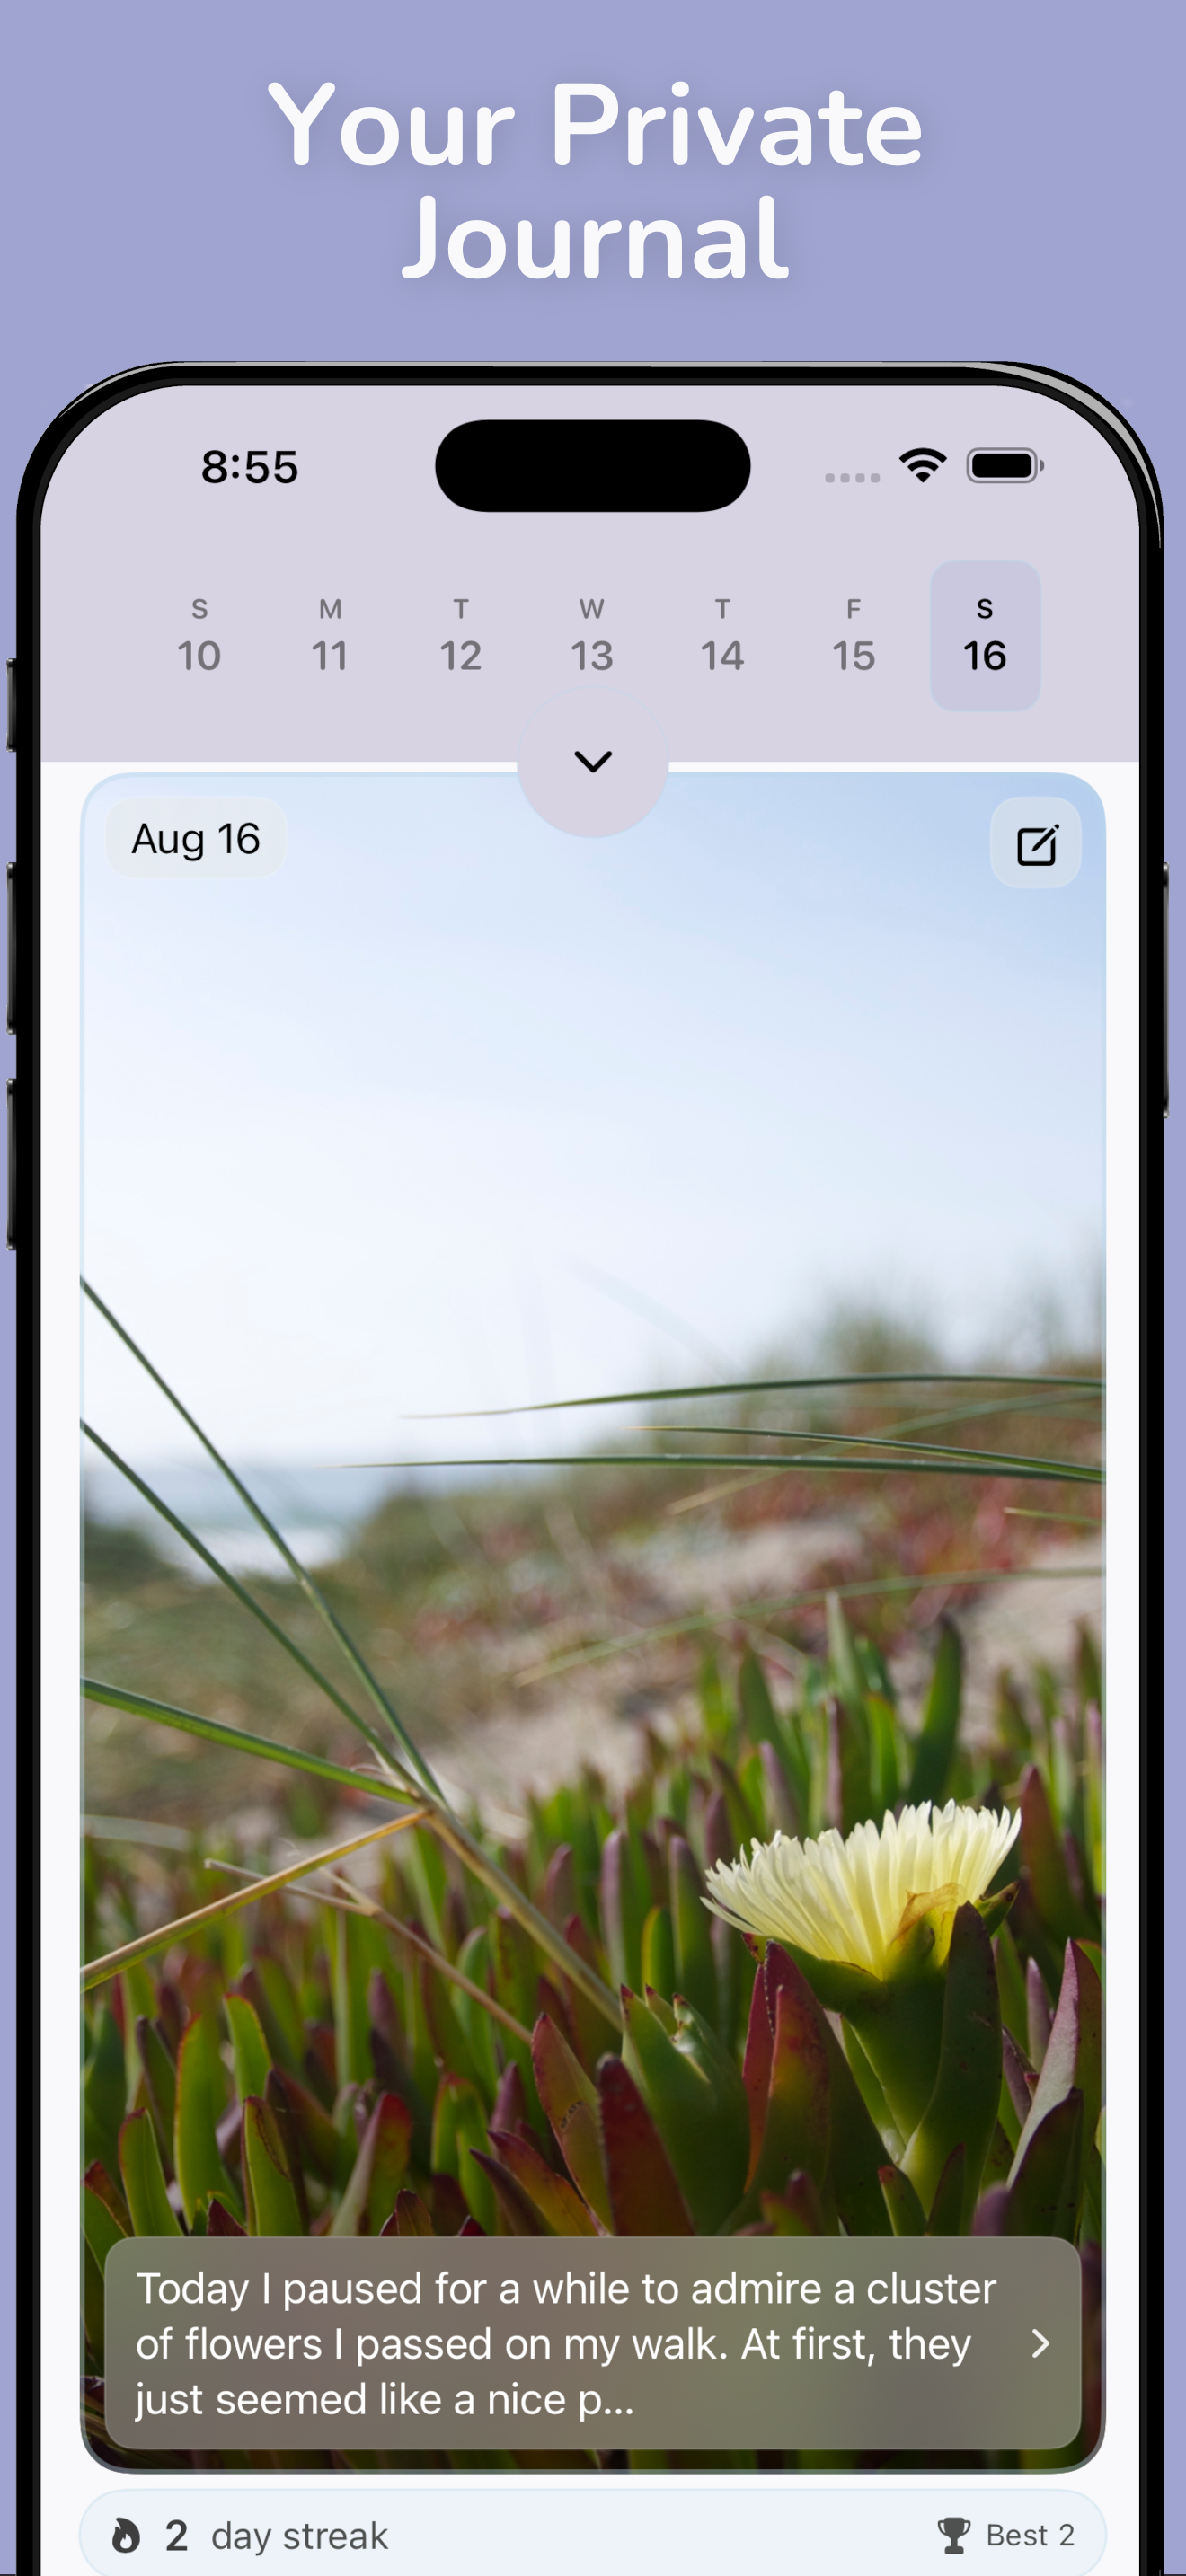 Your Private
Journal
8:55
S M T W T F S
10 11 12 13 14 15 16
Aug 16
Today I paused for a while to admire a cluster
of flowers I passed on my walk. At first, they
just seemed like a nice p...
2 day streak Best 2